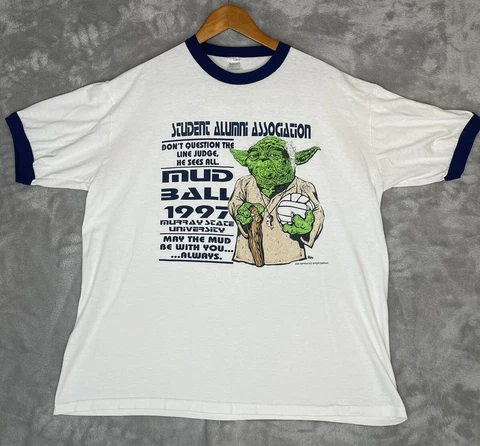 STUDENT ALUMNI ASSOCIATION
DON'T QUESTION THE
LINE JUDGE,
HE SEES ALL.
MUD
BALL
1997
MURRAY STATE
UNIVERSITY
MAY THE MUD
BE WITH YOU...
...ALWAYS.